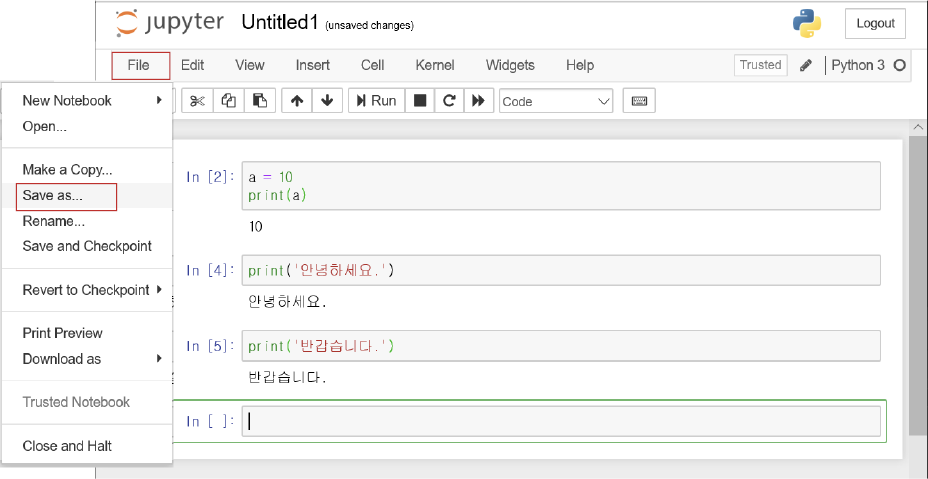 jupyter Untitled1 (unsaved changes)
Logout
File Edit View Insert Cell Kernel Widgets Help
Trusted Python 3
Run Code
New Notebook
Open...
Make a Copy...
Save as...
Rename...
Save and Checkpoint
Revert to Checkpoint
Print Preview
Download as
Trusted Notebook
Close and Halt
In [2]: a = 10
print(a)
10
In [4]: print('안녕하세요.')
안녕하세요.
In [5]: print('반갑습니다.')
반갑습니다.
In [ ]: